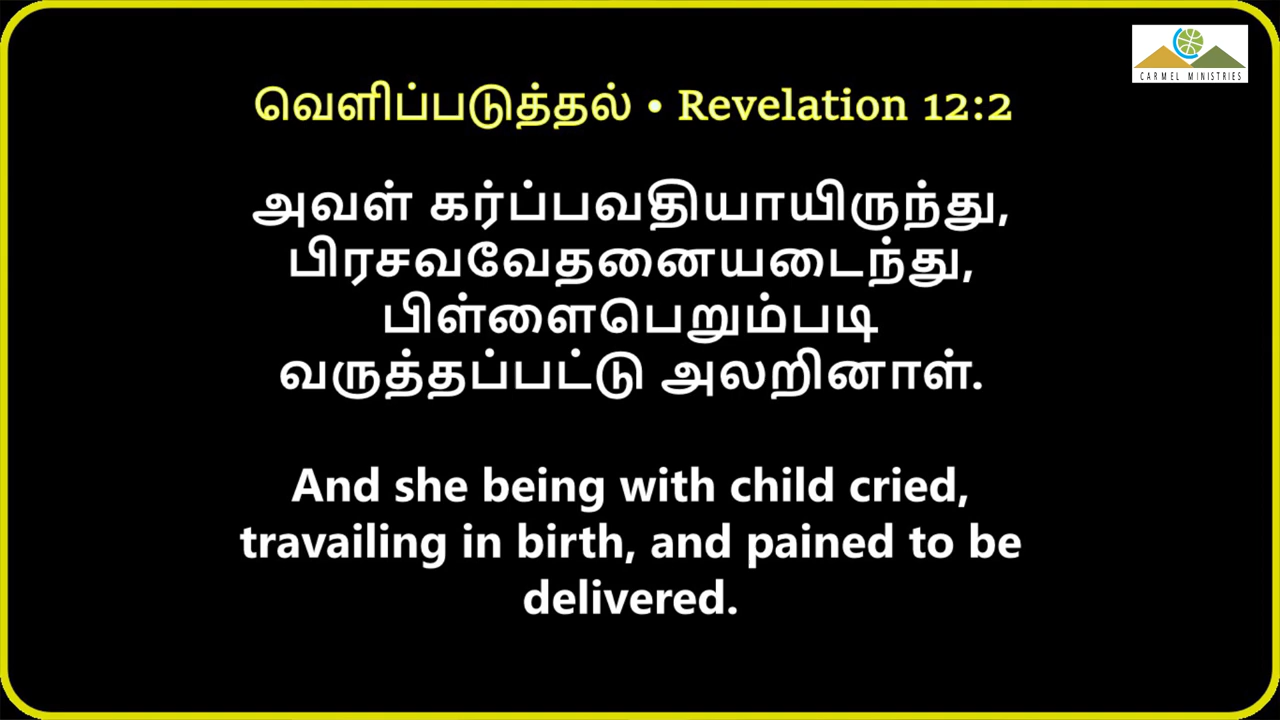 CARMEL MINISTRIES
வெளிப்படுத்தல் • Revelation 12:2
அவள் கர்ப்பவதியாயிருந்து,
பிரசவவேதனையடைந்து,
பிள்ளைபெறும்படி
வருத்தப்பட்டு அலறினாள்.
And she being with child cried,
travailing in birth, and pained to be
delivered.